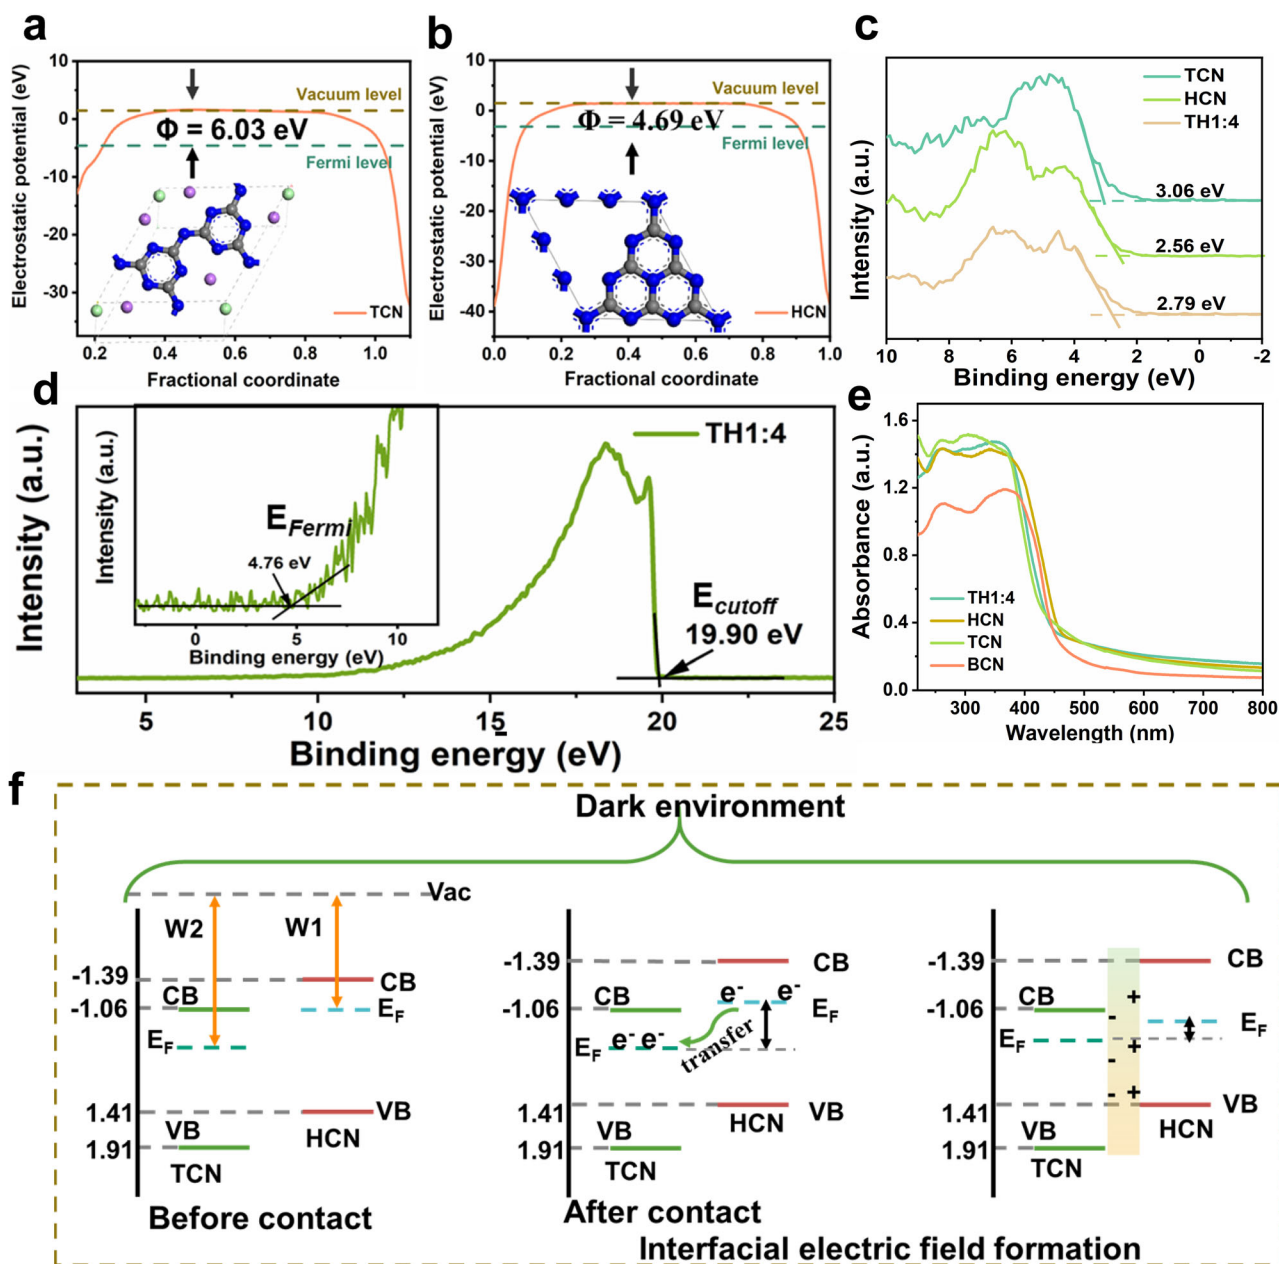 a
10
0
-10
-20
-30
Electrostatic potential (eV)
Vacuum level
Φ = 6.03 eV
Fermi level
TCN
0.2 0.4 0.6 0.8 1.0
Fractional coordinate
b
10
0
-10
-20
-30
-40
Electrostatic potential (eV)
Vacuum level
Φ = 4.69 eV
Fermi level
HCN
0.0 0.2 0.4 0.6 0.8 1.0
Fractional coordinate
c
Intensity (a.u.)
TCN
HCN
TH1:4
3.06 eV
2.56 eV
2.79 eV
10 8 6 4 2 0 -2
Binding energy (eV)
d
Intensity (a.u.)
Intensity (a.u.)
E_Fermi
4.76 eV
0 5 10
Binding energy (eV)
TH1:4
E_cutoff
19.90 eV
5 10 15 20 25
Binding energy (eV)
e
1.6
1.2
0.8
0.4
0.0
Absorbance (a.u.)
TH1:4
HCN
TCN
BCN
300 400 500 600 700 800
Wavelength (nm)
f
Dark environment
Vac
W2 W1
-1.39 CB
CB
-1.06 E_F
E_F
1.41 VB
VB HCN
1.91
TCN
Before contact
-1.39 CB
CB e- e-
-1.06 E_F
E_F e- e-
transfer
1.41 VB
VB HCN
1.91
TCN
After contact
-1.39 CB
CB +
-1.06 - E_F
E_F +
-
- +
1.41 VB
VB HCN
1.91
TCN
Interfacial electric field formation